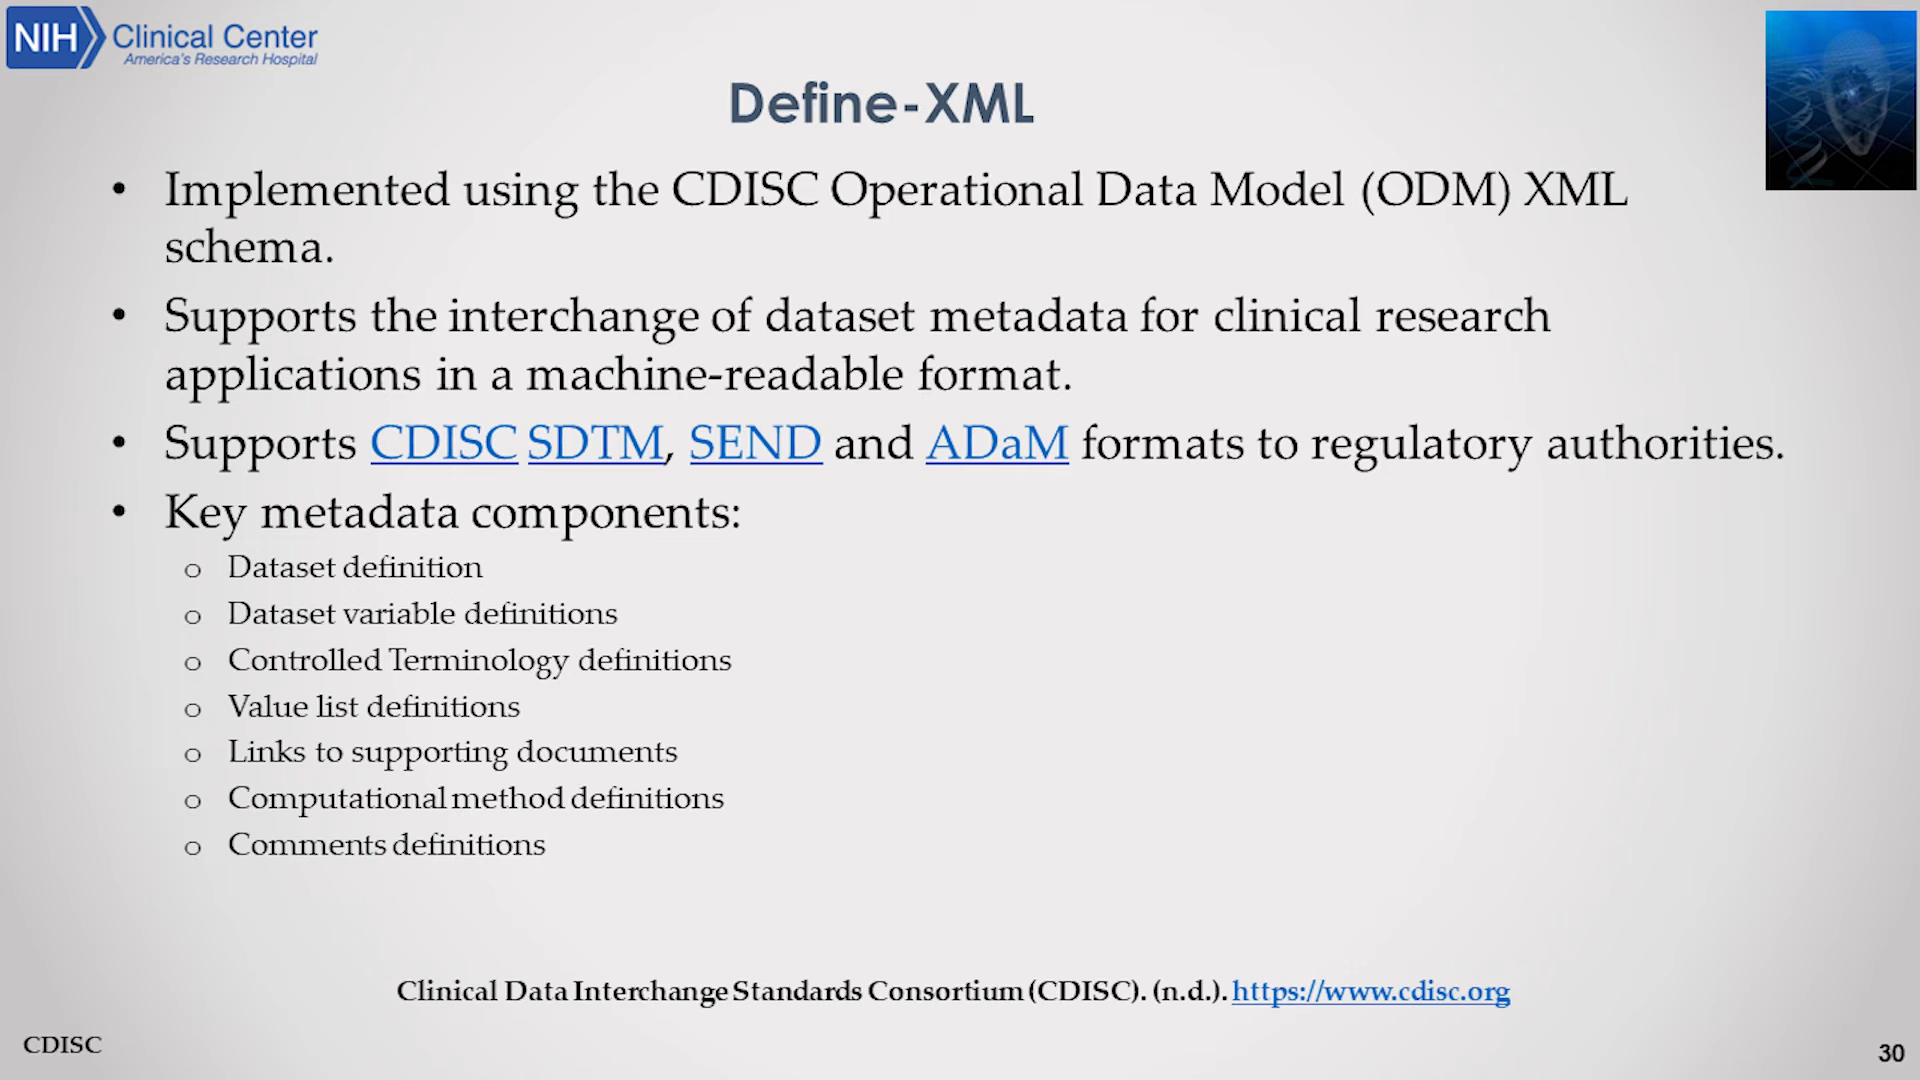 NIH Clinical Center
America's Research Hospital
Define-XML
• Implemented using the CDISC Operational Data Model (ODM) XML
schema.
• Supports the interchange of dataset metadata for clinical research
applications in a machine-readable format.
• Supports CDISC SDTM, SEND and ADaM formats to regulatory authorities.
• Key metadata components:
o Dataset definition
o Dataset variable definitions
o Controlled Terminology definitions
o Value list definitions
o Links to supporting documents
o Computational method definitions
o Comments definitions
Clinical Data Interchange Standards Consortium (CDISC). (n.d.). https://www.cdisc.org
CDISC
30